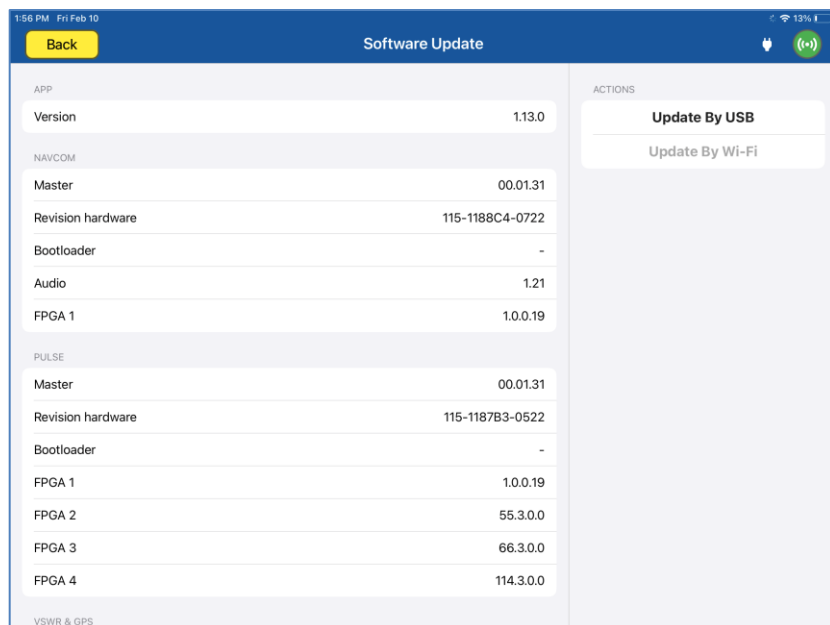 1:56 PM Fri Feb 10 13%
Back Software Update
APP
Version 1.13.0
NAVCOM
Master 00.01.31
Revision hardware 115-1188C4-0722
Bootloader -
Audio 1.21
FPGA 1 1.0.0.19
PULSE
Master 00.01.31
Revision hardware 115-1187B3-0522
Bootloader -
FPGA 1 1.0.0.19
FPGA 2 55.3.0.0
FPGA 3 66.3.0.0
FPGA 4 114.3.0.0
VSWR & GPS
ACTIONS
Update By USB
Update By Wi-Fi